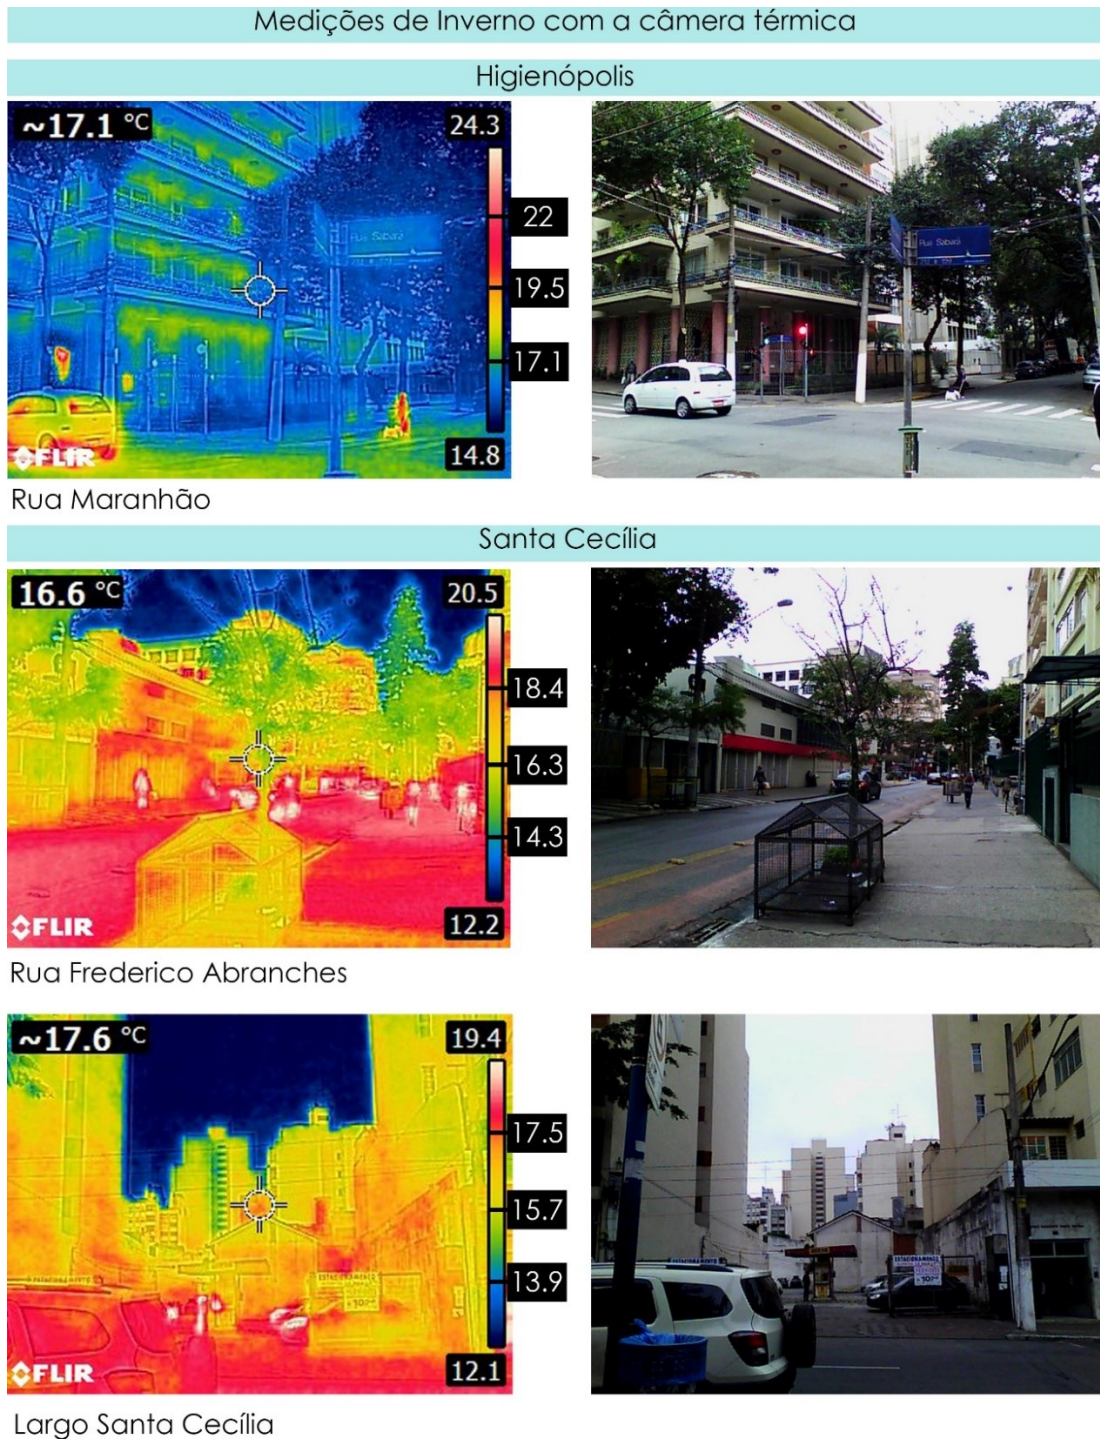 Medições de Inverno com a câmera térmica
Higienópolis
~17.1 °C
24.3
22
19.5
17.1
14.8
Rua Sabará
FLIR
Rua Sabará
Rua Maranhão
Santa Cecília
16.6 °C
20.5
18.4
16.3
14.3
12.2
FLIR
Rua Frederico Abranches
~17.6 °C
19.4
17.5
15.7
13.9
12.1
ESTACIONAMENTO
FLIR
Largo Santa Cecília